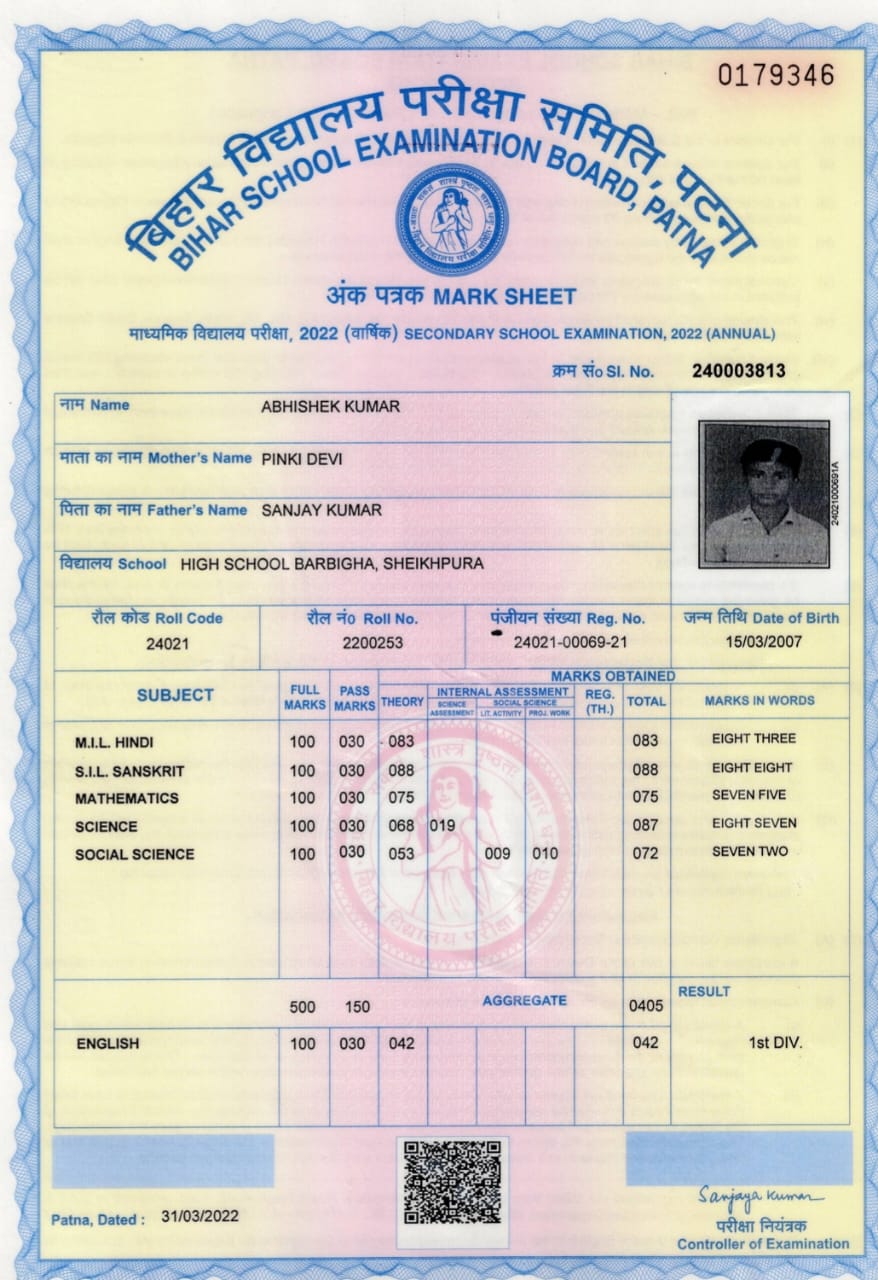 0179346
बिहार विद्यालय परीक्षा समिति, पटना
BIHAR SCHOOL EXAMINATION BOARD, PATNA
अंक पत्रक MARK SHEET
माध्यमिक विद्यालय परीक्षा, 2022 (वार्षिक) SECONDARY SCHOOL EXAMINATION, 2022 (ANNUAL)
क्रम सं० Sl. No. 240003813
नाम Name ABHISHEK KUMAR
माता का नाम Mother's Name PINKI DEVI
पिता का नाम Father's Name SANJAY KUMAR
24021000691A
विद्यालय School HIGH SCHOOL BARBIGHA, SHEIKHPURA
रौल कोड Roll Code रौल नं० Roll No. पंजीयन संख्या Reg. No. जन्म तिथि Date of Birth
24021 2200253 24021-00069-21 15/03/2007
MARKS OBTAINED
SUBJECT FULL MARKS PASS MARKS THEORY INTERNAL ASSESSMENT REG. (TH.) TOTAL MARKS IN WORDS
SCIENCE ASSESSMENT SOCIAL SCIENCE LIT. ACTIVITY PROJ. WORK
M.I.L. HINDI 100 030 083 083 EIGHT THREE
S.I.L. SANSKRIT 100 030 088 088 EIGHT EIGHT
MATHEMATICS 100 030 075 075 SEVEN FIVE
SCIENCE 100 030 068 019 087 EIGHT SEVEN
SOCIAL SCIENCE 100 030 053 009 010 072 SEVEN TWO
बिहार विद्यालय परीक्षा समिति
500 150 AGGREGATE 0405 RESULT
ENGLISH 100 030 042 042 1st DIV.
Sanjaya Kumar
Patna, Dated : 31/03/2022
परीक्षा नियंत्रक
Controller of Examination